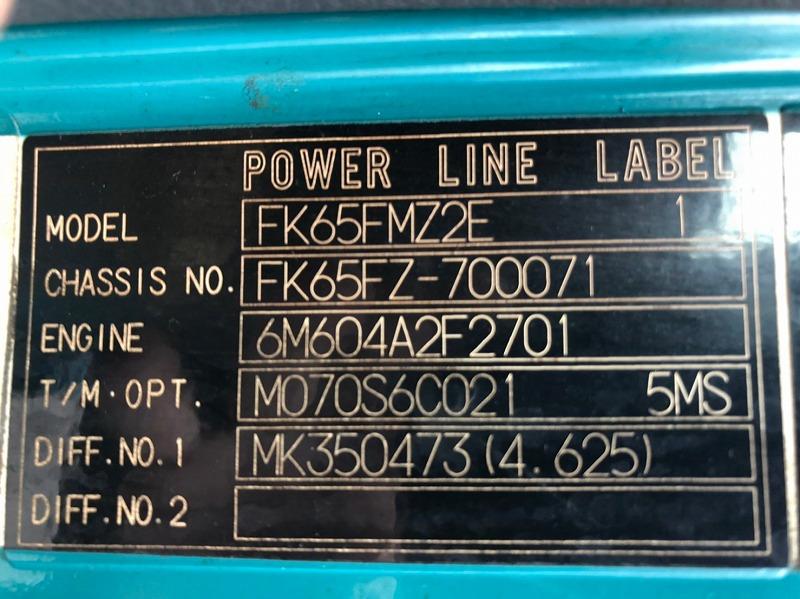 POWER LINE LABEL
MODEL FK65FMZ2E 1
CHASSIS NO. FK65FZ-700071
ENGINE 6M604A2F2701
T/M·OPT. M070S6C021 5MS
DIFF.NO.1 MK350473(4.625)
DIFF.NO.2